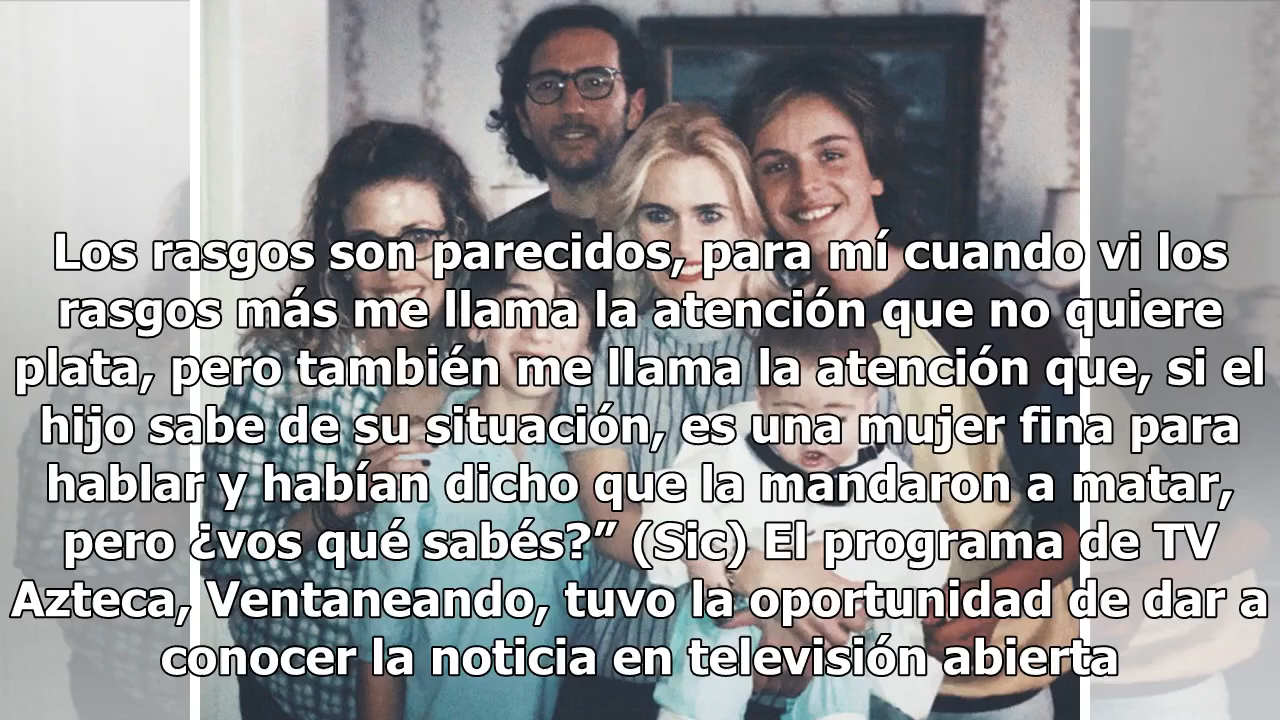 Los rasgos son parecidos, para mí cuando vi los
rasgos más me llama la atención que no quiere
plata, pero también me llama la atención que, si el
hijo sabe de su situación, es una mujer fina para
hablar y habían dicho que la mandaron a matar,
pero ¿vos qué sabés?” (Sic) El programa de TV
Azteca, Ventaneando, tuvo la oportunidad de dar a
conocer la noticia en televisión abierta